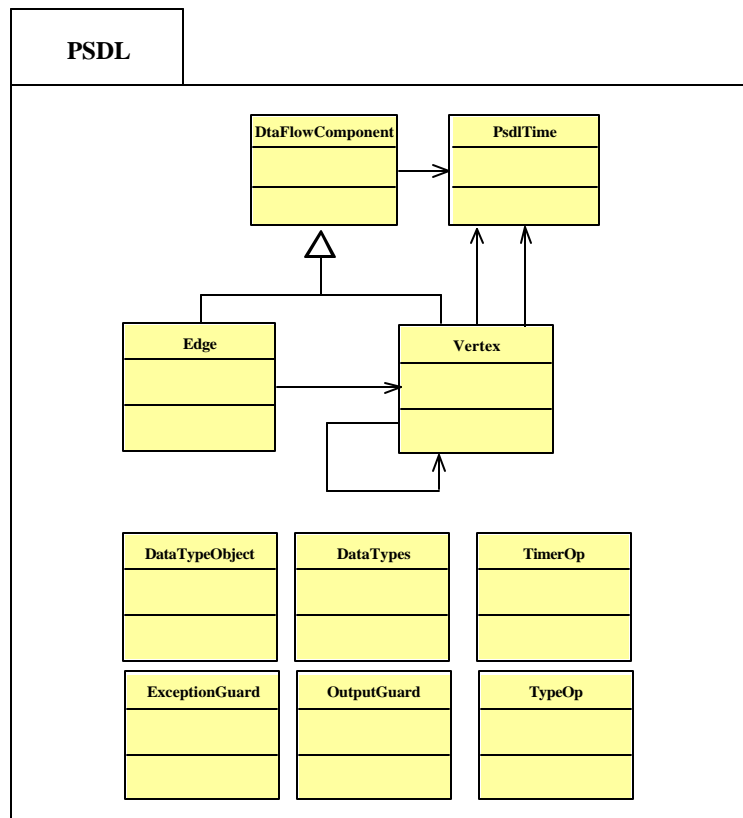 PSDL
DtaFlowComponent
PsdlTime
Edge
Vertex
DataTypeObject
DataTypes
TimerOp
ExceptionGuard
OutputGuard
TypeOp